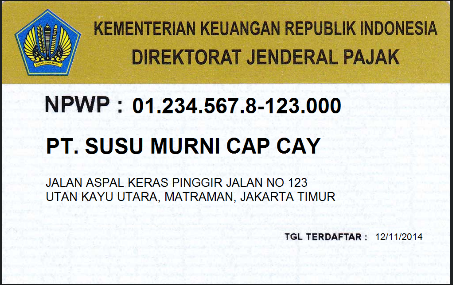 KEMENTERIAN KEUANGAN REPUBLIK INDONESIA
DIREKTORAT JENDERAL PAJAK
NPWP : 01.234.567.8-123.000
PT. SUSU MURNI CAP CAY
JALAN ASPAL KERAS PINGGIR JALAN NO 123
UTAN KAYU UTARA, MATRAMAN, JAKARTA TIMUR
TGL TERDAFTAR : 12/11/2014